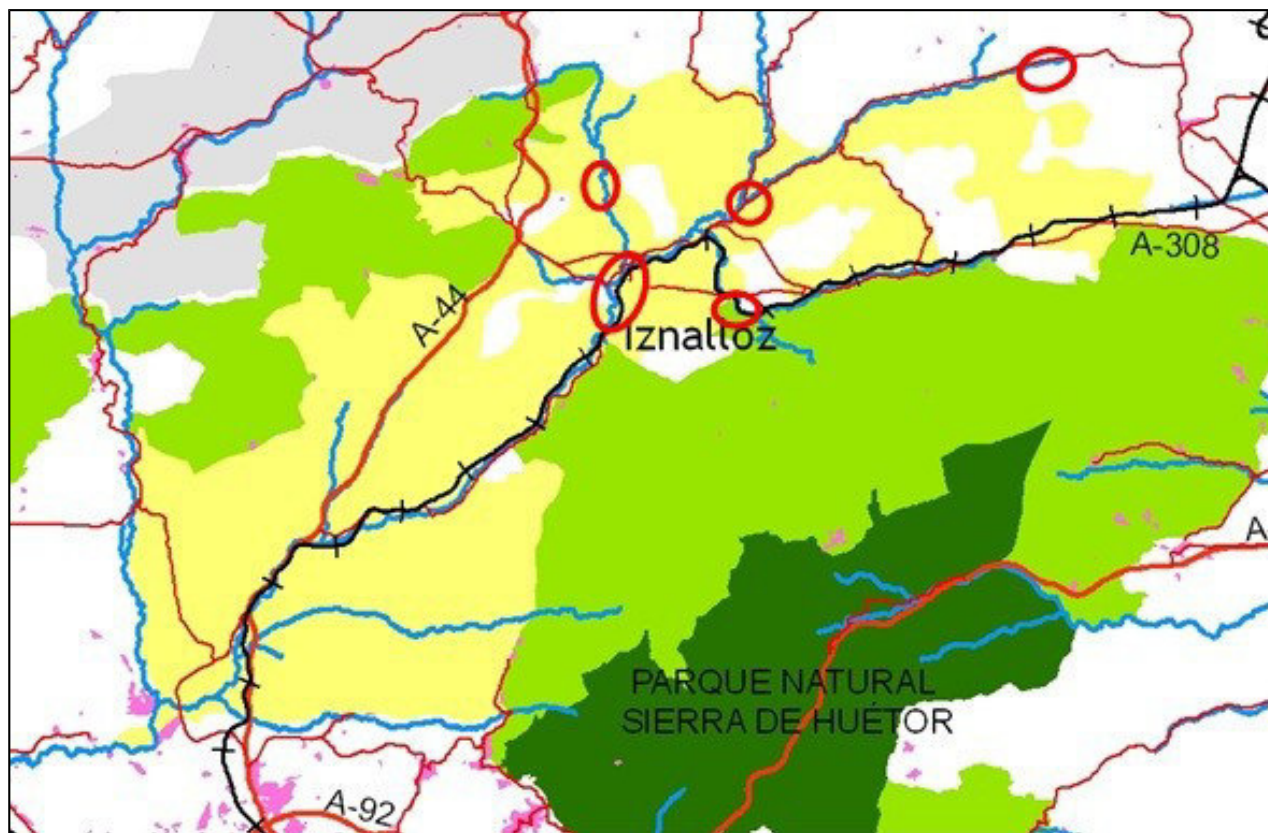 A-308
A-44
Iznalloz
A
PARQUE NATURAL
SIERRA DE HUÉTOR
A-92